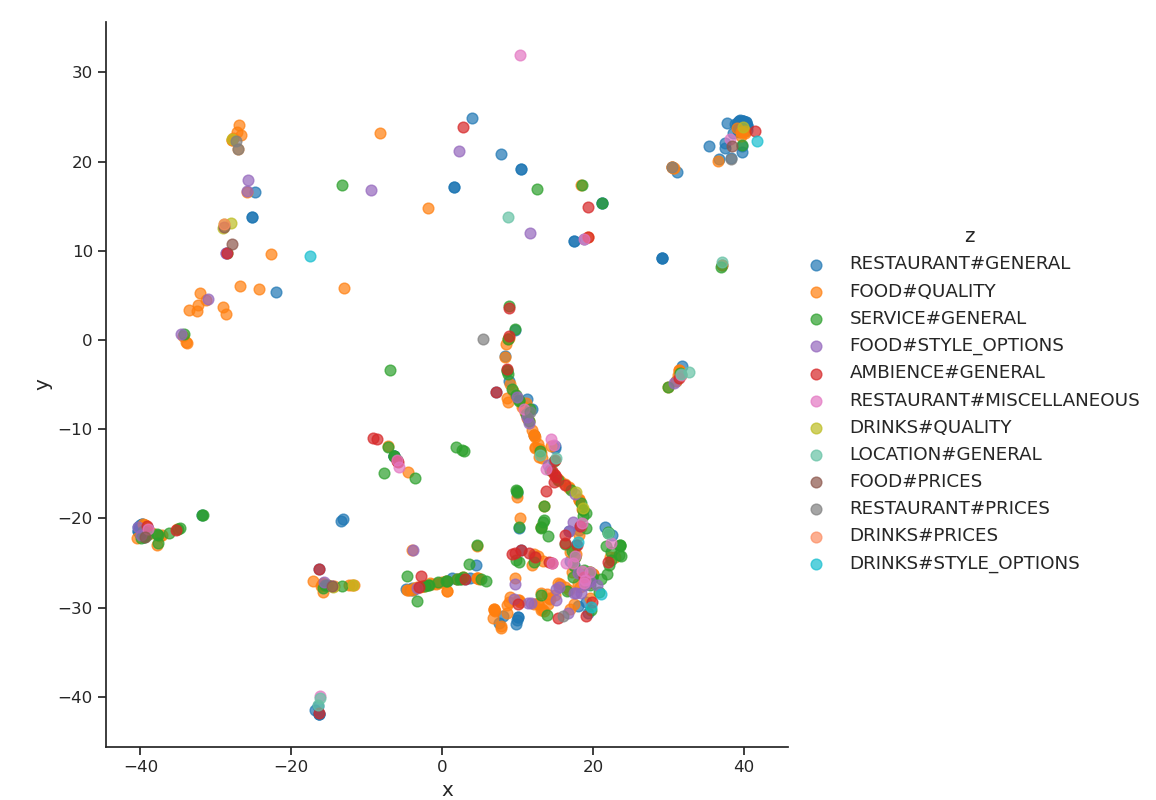 30
20
10
0
−10
−20
−30
−40
y
−40 −20 0 20 40
x
z
RESTAURANT#GENERAL
FOOD#QUALITY
SERVICE#GENERAL
FOOD#STYLE_OPTIONS
AMBIENCE#GENERAL
RESTAURANT#MISCELLANEOUS
DRINKS#QUALITY
LOCATION#GENERAL
FOOD#PRICES
RESTAURANT#PRICES
DRINKS#PRICES
DRINKS#STYLE_OPTIONS